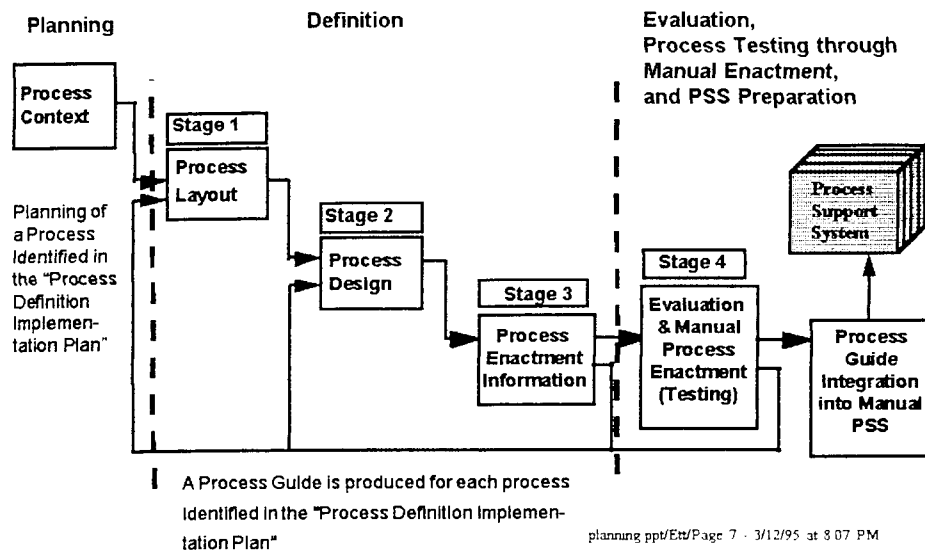 Planning
Definition
Evaluation,
Process Testing through
Manual Enactment,
and PSS Preparation
Process
Context
Stage 1
Process
Layout
Planning of
a Process
Identified in
the "Process
Definition
Implemen-
tation Plan"
Stage 2
Process
Design
Stage 3
Process
Enactment
Information
Stage 4
Evaluation
& Manual
Process
Enactment
(Testing)
Process
Support
System
Process
Guide
Integration
into Manual
PSS
A Process Guide is produced for each process
Identified in the "Process Definition Implemen-
tation Plan"
planning ppt/Ett/Page 7 - 3/12/95 at 8 07 PM